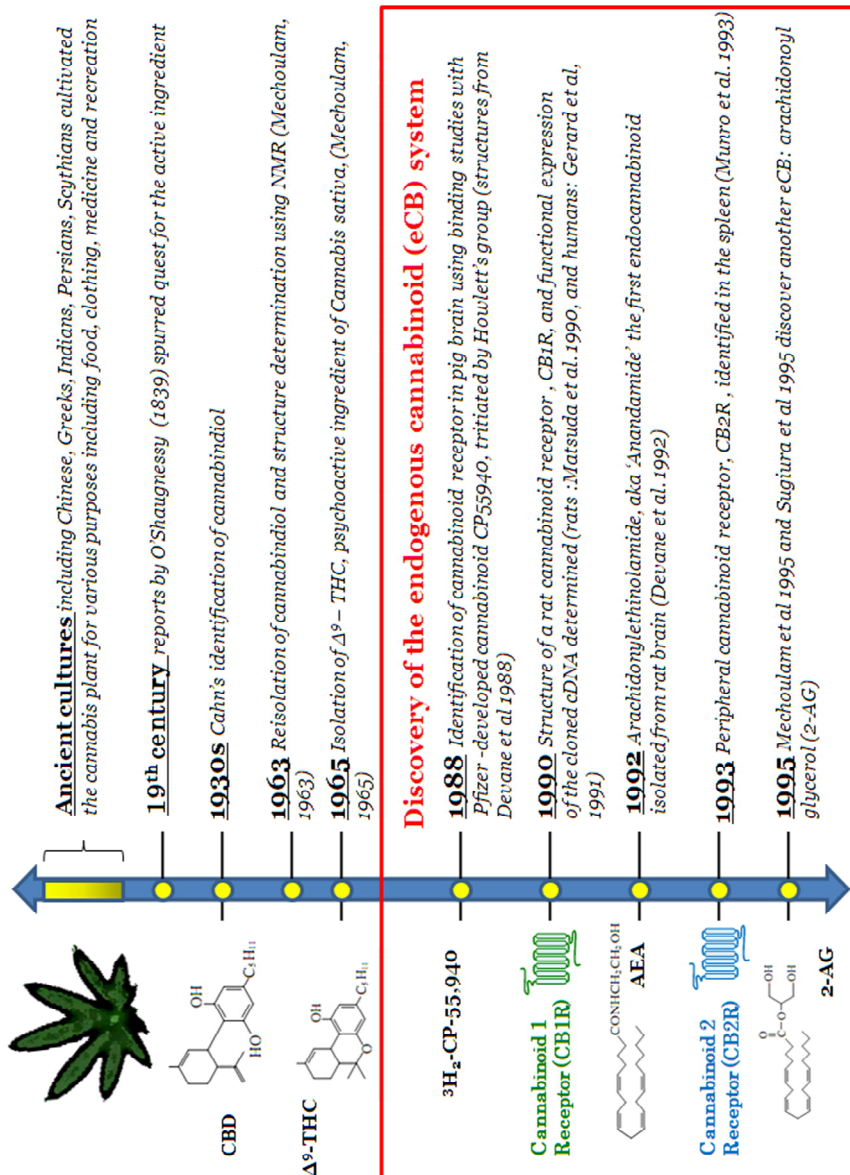 Ancient cultures including Chinese, Greeks, Indians, Persians, Scythians cultivated
the cannabis plant for various purposes including food, clothing, medicine and recreation
19th century reports by O'Shaugnessy (1839) spurred quest for the active ingredient
1930s Cahn's identification of cannabindiol
1963 Reisolation of cannabindiol and structure determination using NMR (Mechoulam,
1963)
1965 Isolation of Δ⁹– THC, psychoactive ingredient of Cannabis sativa, (Mechoulam,
1965)
Discovery of the endogenous cannabinoid (eCB) system
1988 Identification of cannabinoid receptor in pig brain using binding studies with
Pfizer -developed cannabinoid CP55940, tritiated by Howlett's group (structures from
Devane et al 1988)
1990 Structure of a rat cannabinoid receptor , CB1R, and functional expression
of the cloned cDNA determined (rats :Matsuda et al. 1990, and humans: Gerard et al,
1991)
1992 Arachidonylethinolamide, aka 'Anandamide' the first endocannabinoid
isolated from rat brain (Devane et al. 1992)
1993 Peripheral cannabinoid receptor, CB2R, identified in the spleen (Munro et al. 1993)
1995 Mechoulam et al 1995 and Sugiura et al 1995 discover another eCB: arachidonoyl
glycerol (2-AG)
OH
HO
C₅H₁₁
CBD
OH
O
C₅H₁₁
Δ⁹-THC
³H₂-CP-55,940
Cannabinoid 1
Receptor (CB1R)
CONHCH₂CH₂OH
AEA
Cannabinoid 2
Receptor (CB2R)
O
C
O
OH
OH
2-AG